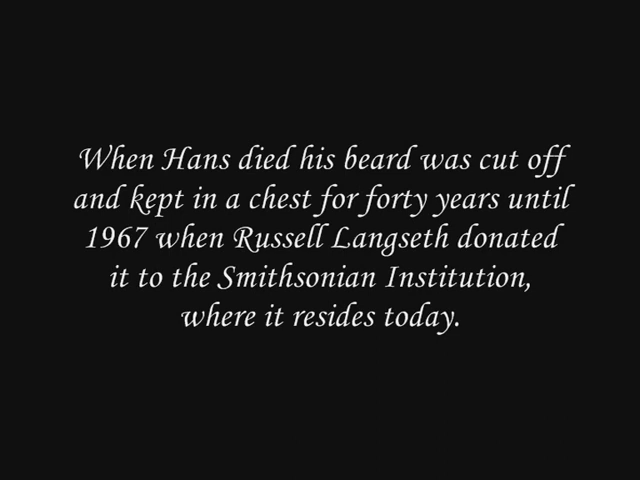 When Hans died his beard was cut off
and kept in a chest for forty years until
1967 when Russell Langseth donated
it to the Smithsonian Institution,
where it resides today.